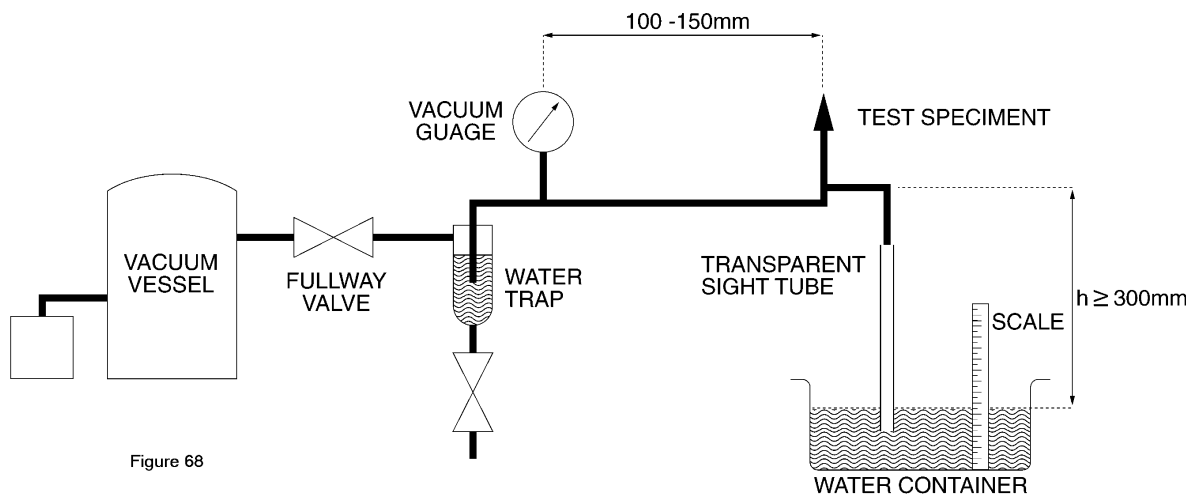 100 -150mm
VACUUM
GUAGE
TEST SPECIMENT
VACUUM
VESSEL
FULLWAY
VALVE
WATER
TRAP
TRANSPARENT
SIGHT TUBE
h ≥ 300mm
SCALE
Figure 68
WATER CONTAINER